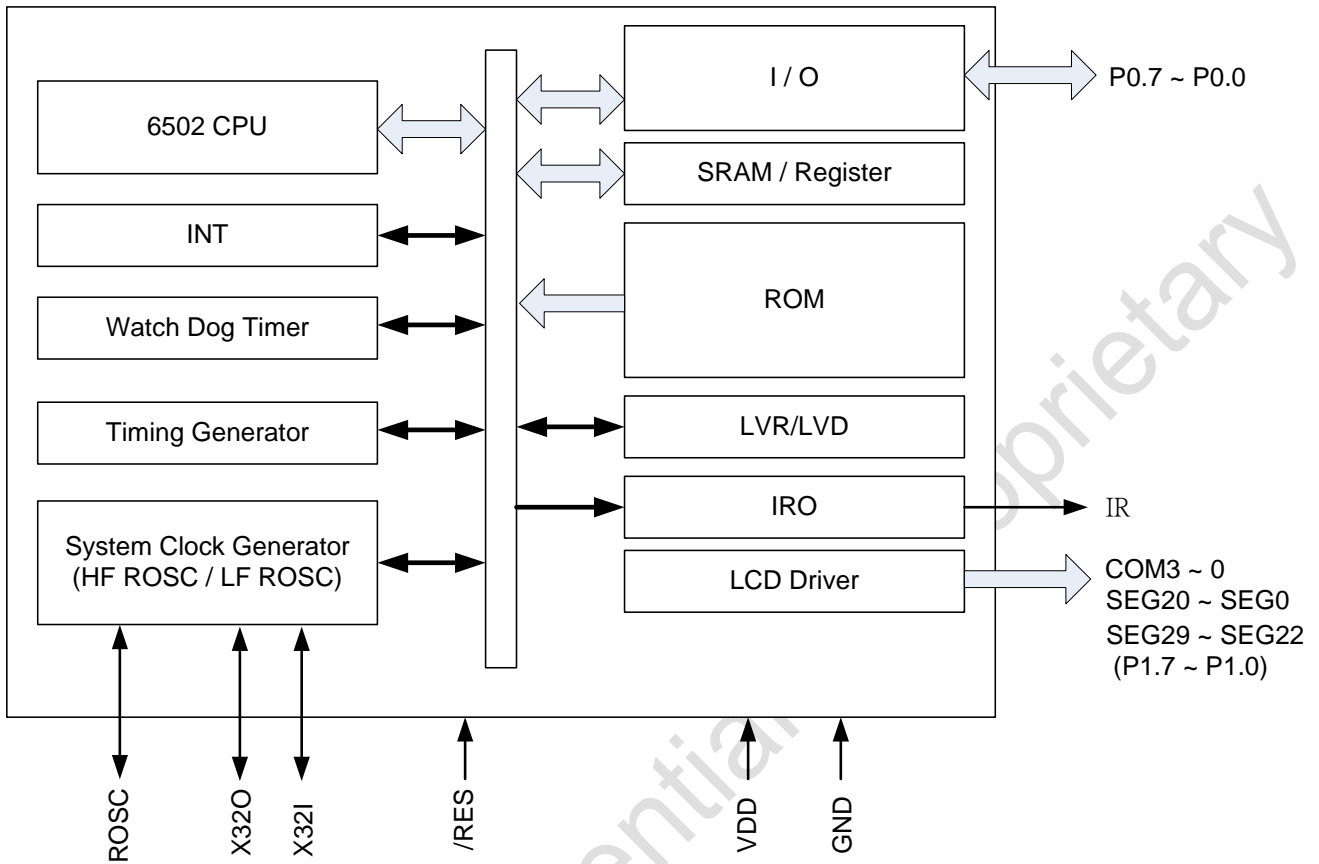 6502 CPU
INT
Watch Dog Timer
Timing Generator
System Clock Generator
(HF ROSC / LF ROSC)
I / O
SRAM / Register
ROM
LVR/LVD
IRO
LCD Driver
P0.7 ~ P0.0
IR
COM3 ~ 0
SEG20 ~ SEG0
SEG29 ~ SEG22
(P1.7 ~ P1.0)
ROSC
X32O
X32I
/RES
VDD
GND